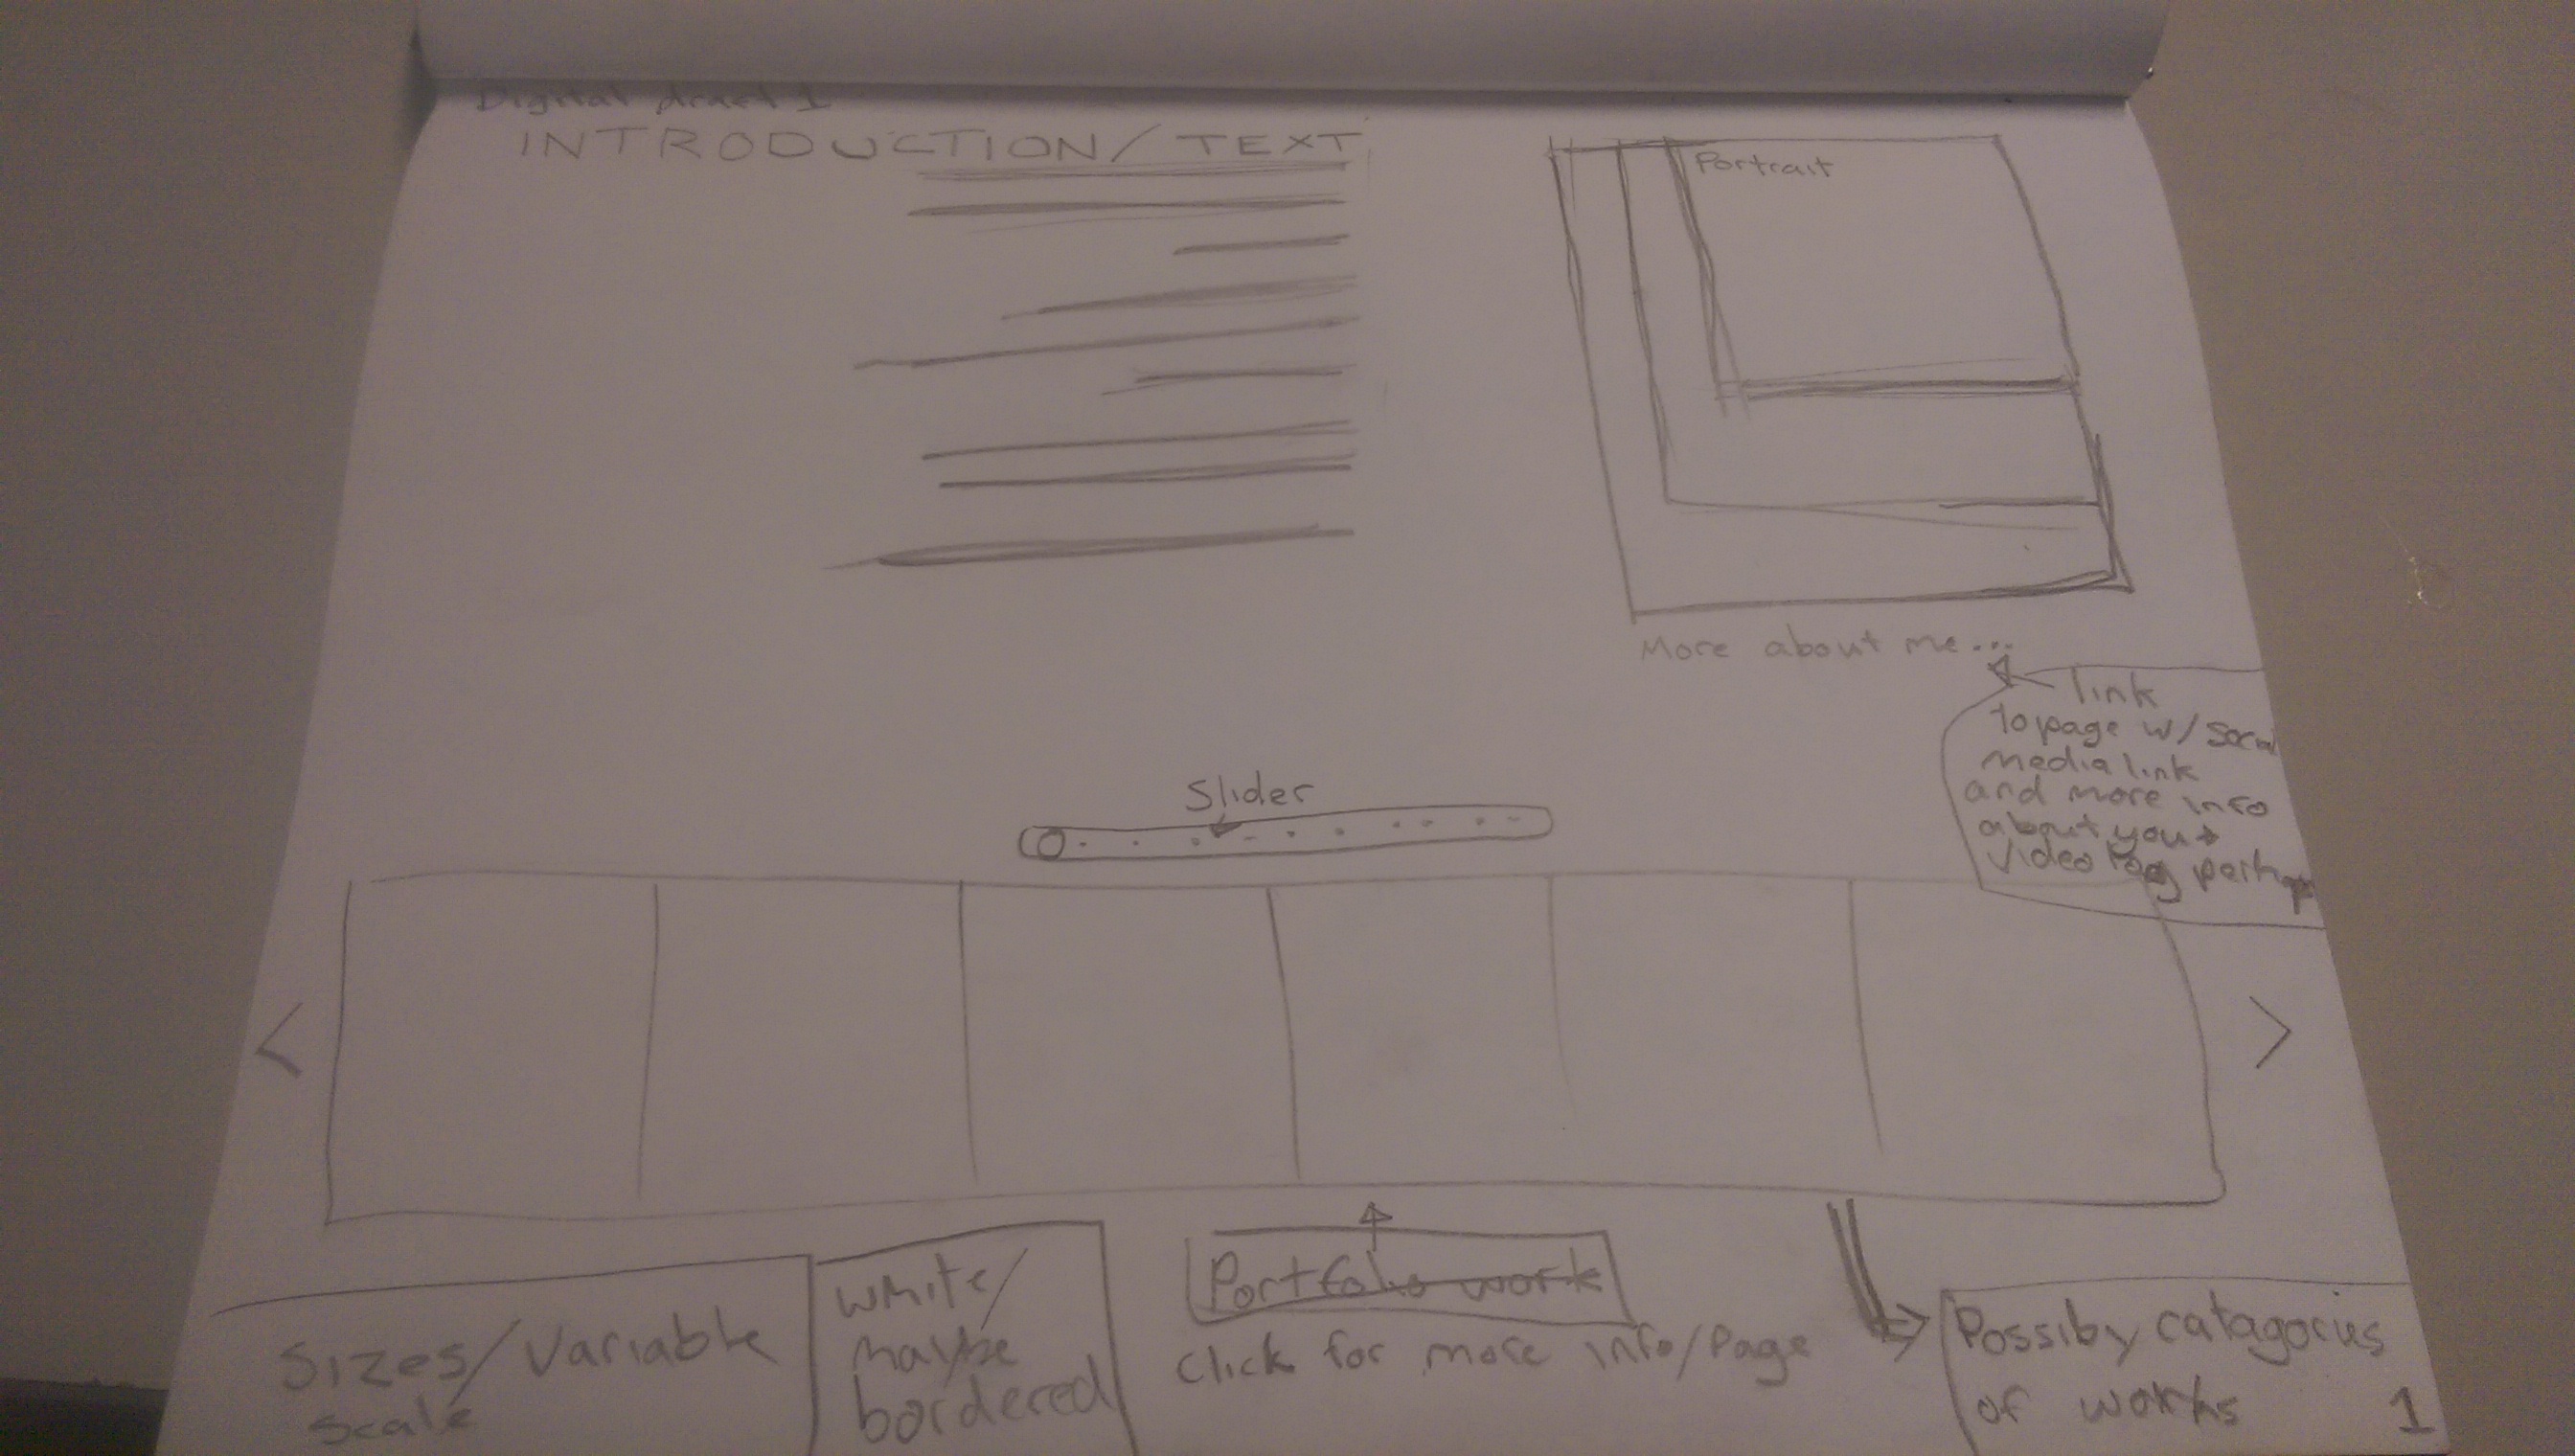 Digital draft 1
INTRODUCTION/TEXT
Portrait
More about me...
link
to page w/ social
media link
and more info
about you +
video log perhaps
Slider
<
>
Portfolio work
Click for more info/page
Sizes/variable
scale
white/
maybe
bordered
Possiby catagories
of works
1